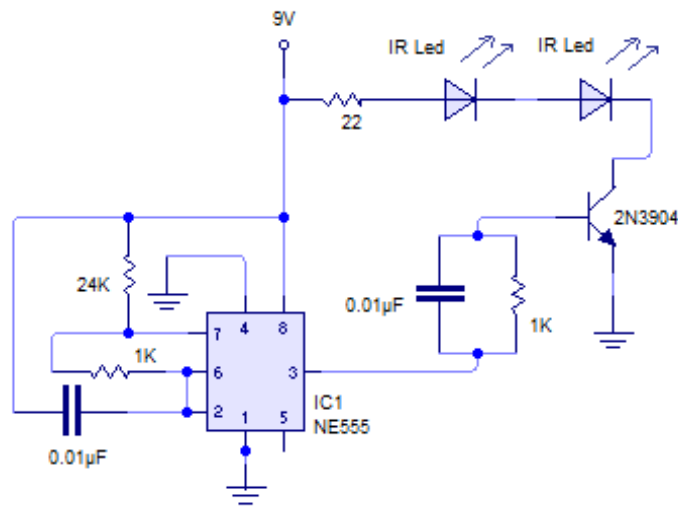 9V
IR Led
IR Led
22
2N3904
24K
0.01µF
1K
4
8
7
1K
6
3
2
1
5
IC1
NE555
0.01µF